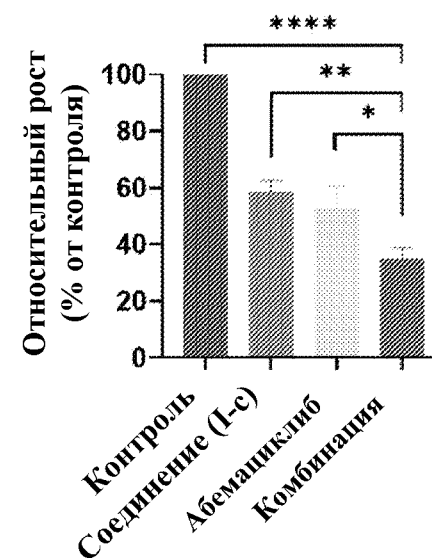 ****
**
*
Относительный рост
(% от контроля)
100
80
60
40
20
0
Контроль
Соединение (I-c)
Абемациклиб
Комбинация